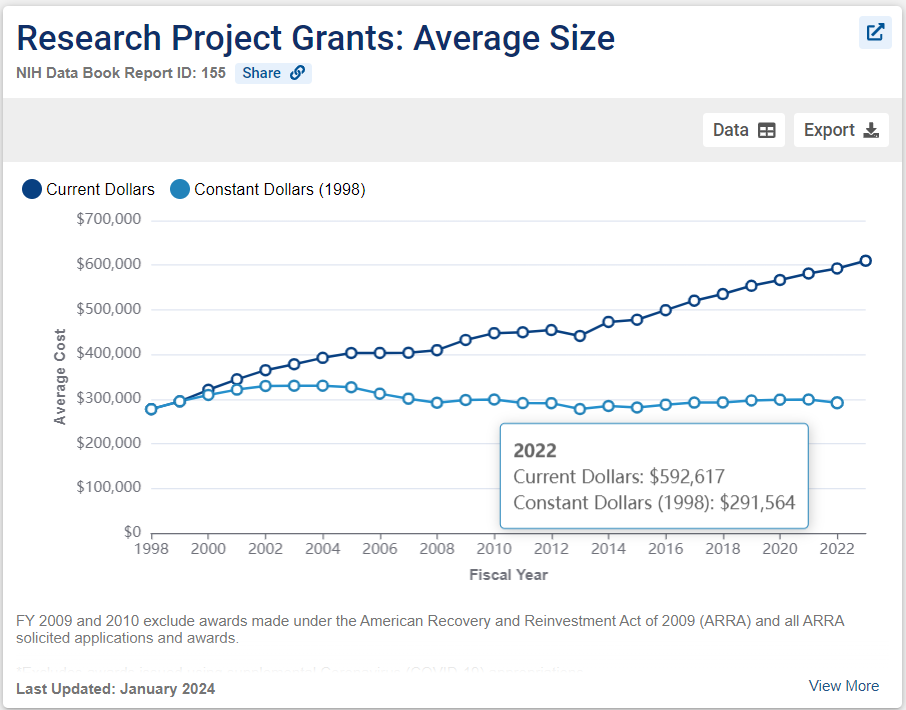 Research Project Grants: Average Size
NIH Data Book Report ID: 155 Share
Data Export
Current Dollars Constant Dollars (1998)
$700,000
$600,000
$500,000
$400,000
$300,000
$200,000
$100,000
$0
Average Cost
2022
Current Dollars: $592,617
Constant Dollars (1998): $291,564
1998 2000 2002 2004 2006 2008 2010 2012 2014 2016 2018 2020 2022
Fiscal Year
FY 2009 and 2010 exclude awards made under the American Recovery and Reinvestment Act of 2009 (ARRA) and all ARRA
solicited applications and awards.
Last Updated: January 2024
View More